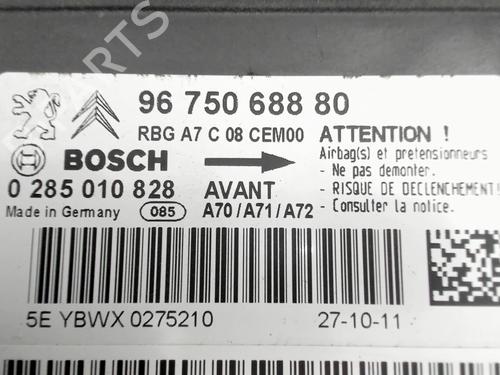 96 750 688 80
RBG A7 C 08 CEM00
BOSCH
0 285 010 828
Made in Germany
085
AVANT
A70/A71/A72
ATTENTION !
Airbag(s) et pretensionneurs
- Ne pas demonter.
- RISQUE DE DECLENCHEMENT!
- Consulter la notice.
5E YBWX 0275210
27-10-11